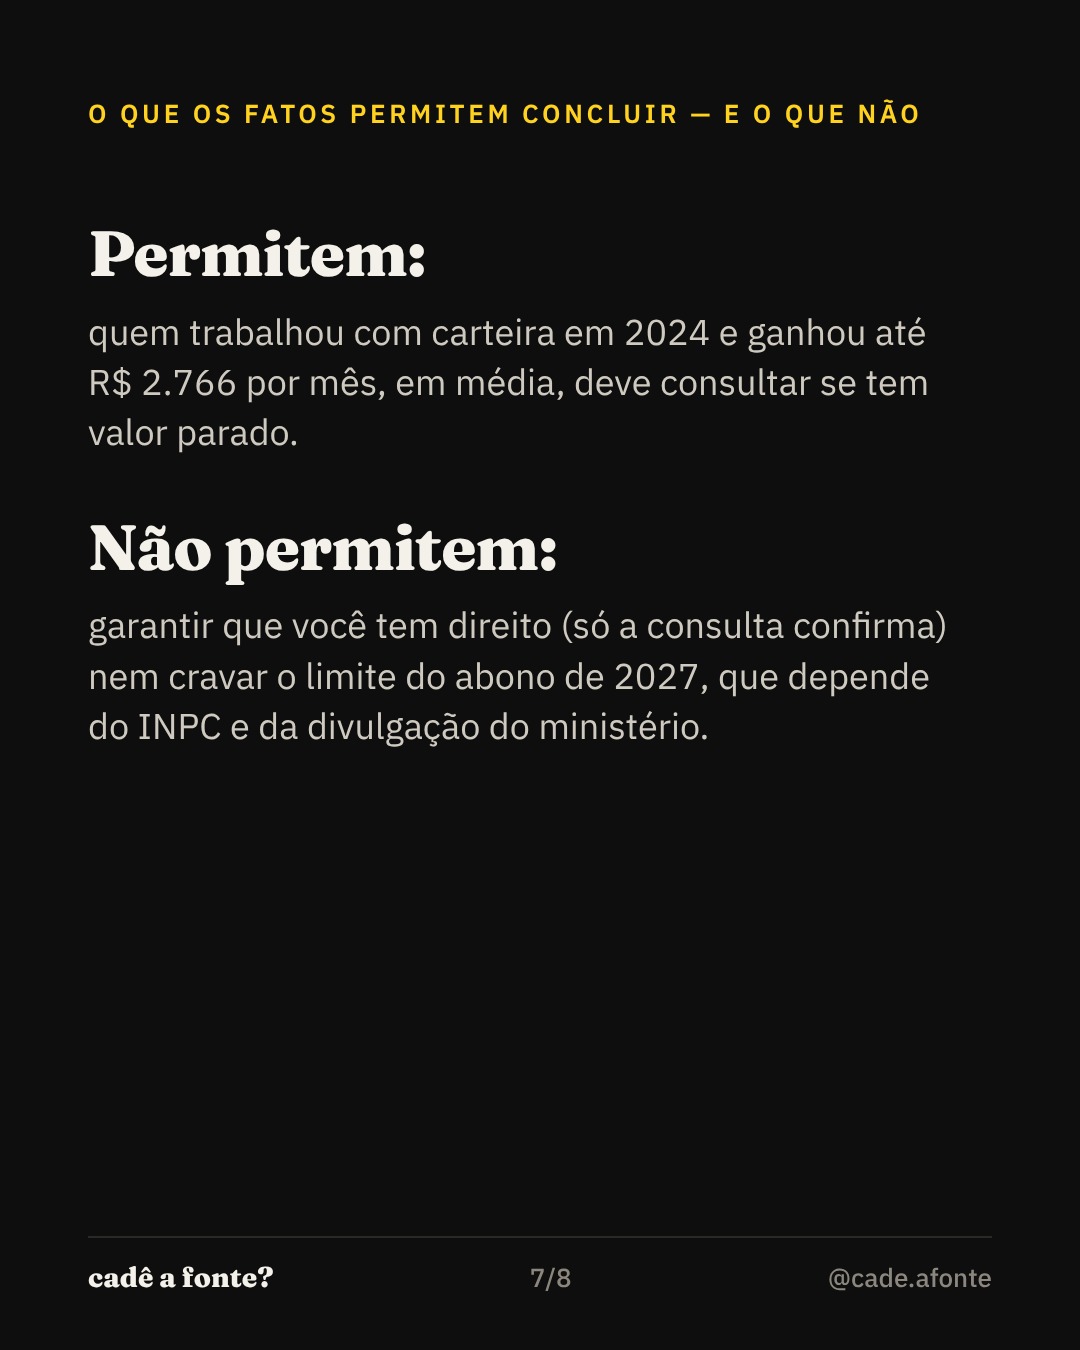 O QUE OS FATOS PERMITEM CONCLUIR — E O QUE NÃO
Permitem:
quem trabalhou com carteira em 2024 e ganhou até
R$ 2.766 por mês, em média, deve consultar se tem
valor parado.
Não permitem:
garantir que você tem direito (só a consulta confirma)
nem cravar o limite do abono de 2027, que depende
do INPC e da divulgação do ministério.
cadê a fonte?
7/8
@cade.afonte